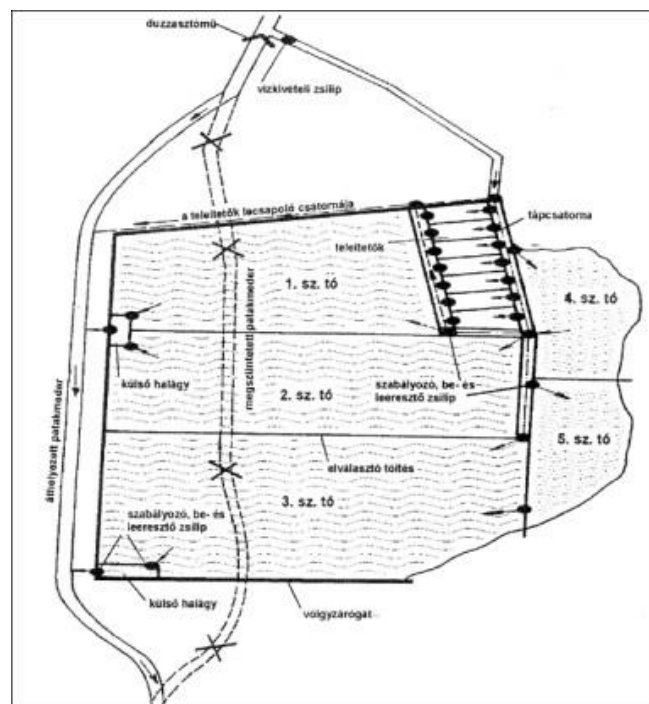 duzzasztómű
vízkivételi zsilip
a teleltetők lecsapoló csatornája
tápcsatorna
teleltetők
1. sz. tó
4. sz. tó
megszüntetett patakmeder
külső halágy
szabályozó, be- és
leeresztő zsilip
2. sz. tó
5. sz. tó
elválasztó töltés
áthelyezett patakmeder
3. sz. tó
szabályozó, be- és
leeresztő zsilip
külső halágy
völgyzárógát